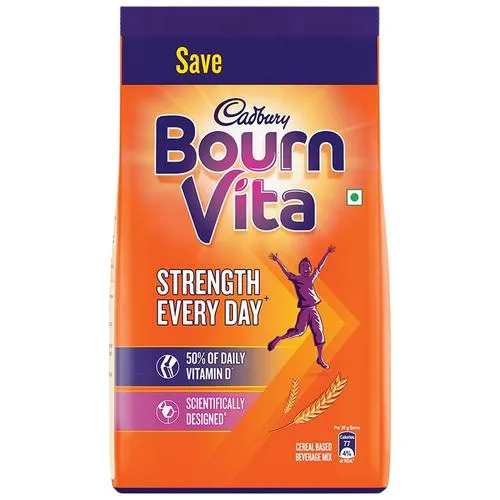 Save
Cadbury
Bourn
Vita
STRENGTH
EVERY DAY+
50% OF DAILY
VITAMIN D
SCIENTIFICALLY
DESIGNED
CEREAL BASED
BEVERAGE MIX
Calories
77
4%